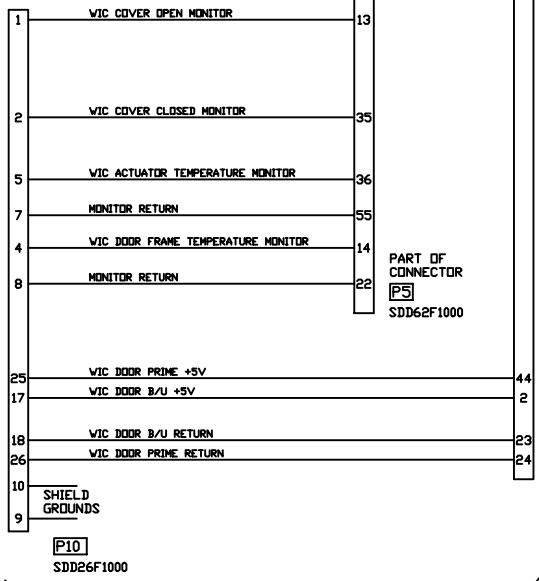 1 WIC COVER OPEN MONITOR 13
2 WIC COVER CLOSED MONITOR 35
5 WIC ACTUATOR TEMPERATURE MONITOR 36
7 MONITOR RETURN 55
4 WIC DOOR FRAME TEMPERATURE MONITOR 14
8 MONITOR RETURN 22
PART OF
CONNECTOR
P5
SDD62F1000
25 WIC DOOR PRIME +5V 44
17 WIC DOOR B/U +5V 2
18 WIC DOOR B/U RETURN 23
26 WIC DOOR PRIME RETURN 24
10
SHIELD
GROUNDS
9
P10
SDD26F1000